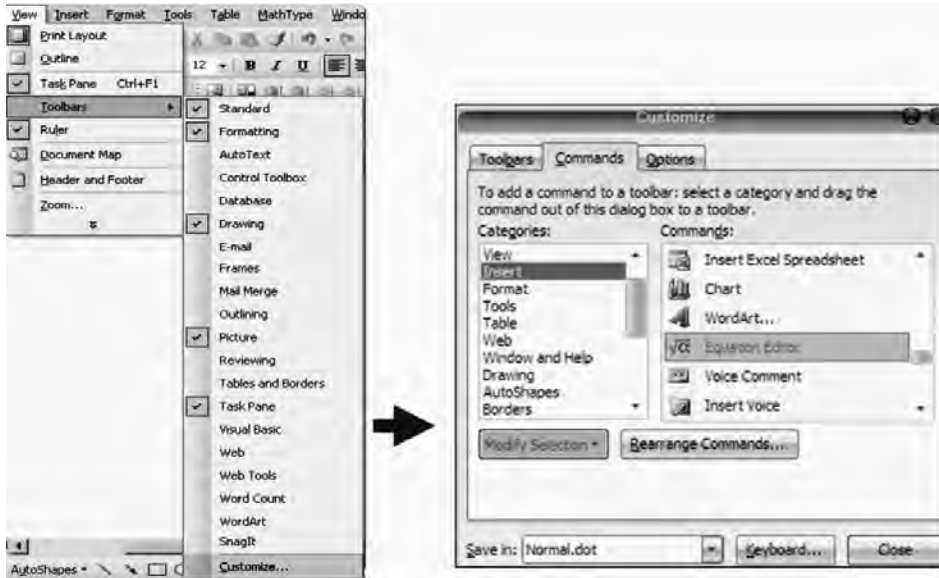 View Insert Format Tools Table MathType Windo
Print Layout
Outline
Task Pane Ctrl+F1
Toolbars
Ruler
Document Map
Header and Footer
Zoom...
12 B I U
Standard
Formatting
AutoText
Control Toolbox
Database
Drawing
E-mail
Frames
Mail Merge
Outlining
Picture
Reviewing
Tables and Borders
Task Pane
Visual Basic
Web
Web Tools
Word Count
WordArt
SnagIt
Customize...
AutoShapes
Customize
Toolbars Commands Options
To add a command to a toolbar: select a category and drag the
command out of this dialog box to a toolbar.
Categories:
View
Insert
Format
Tools
Table
Web
Window and Help
Drawing
AutoShapes
Borders
Commands:
Insert Excel Spreadsheet
Chart
WordArt...
√α Equation Editor
Voice Comment
Insert Voice
Modify Selection Rearrange Commands...
Save in: Normal.dot Keyboard... Close